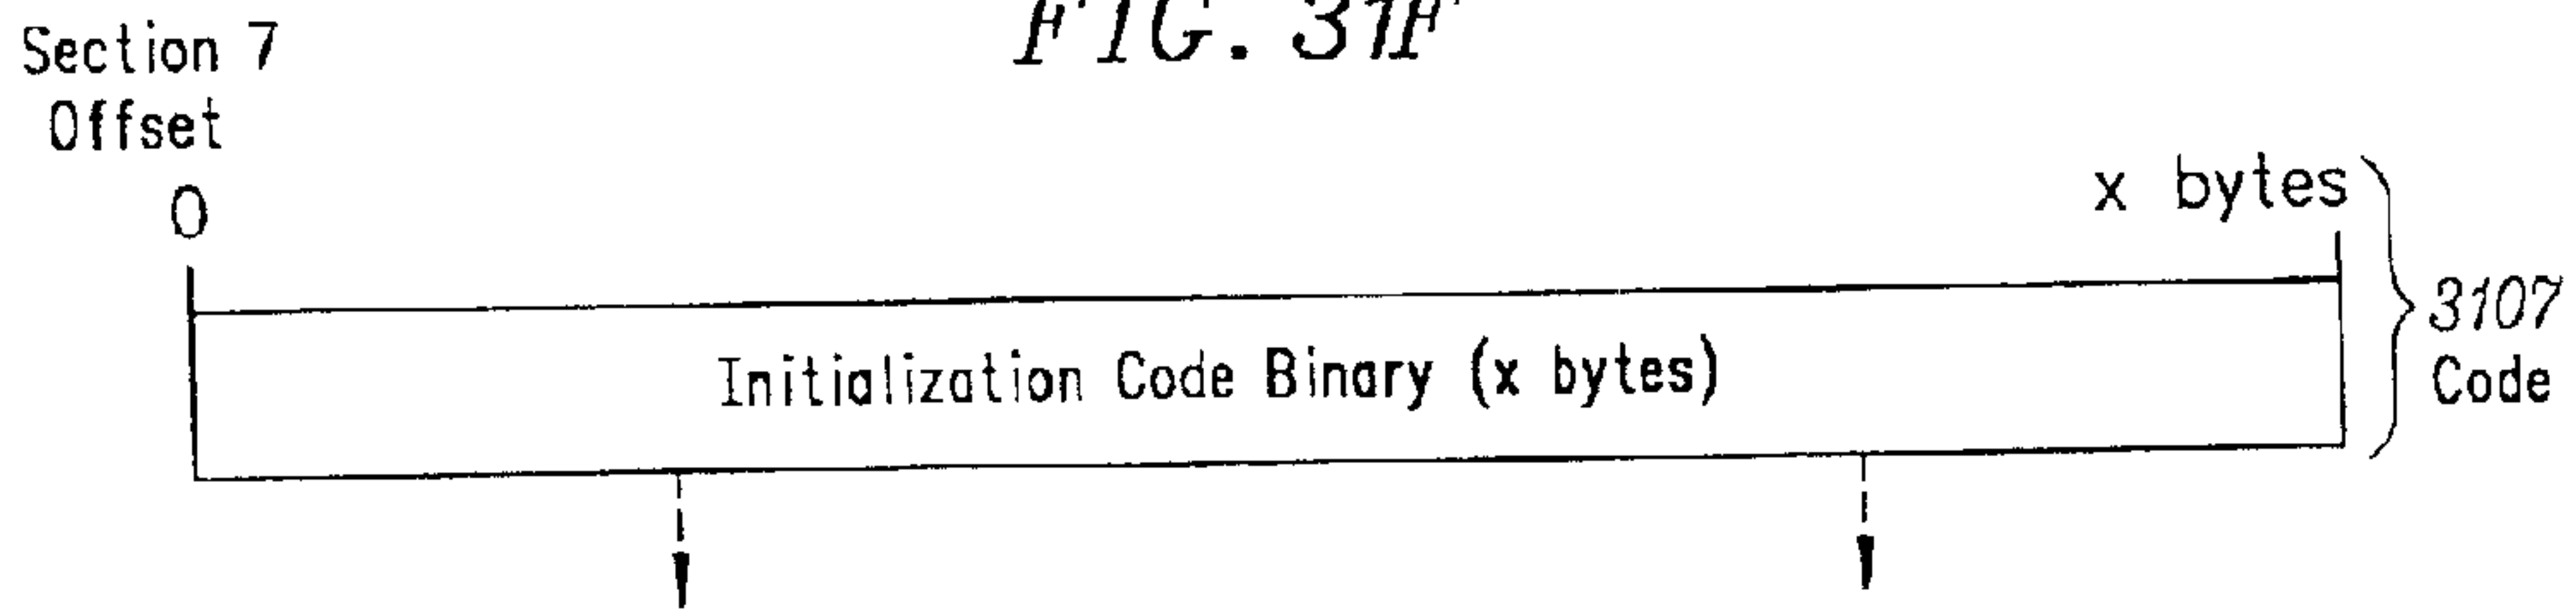 FIG. 31F
Section 7
Offset
0
x bytes
Initialization Code Binary (x bytes)
3107
Code